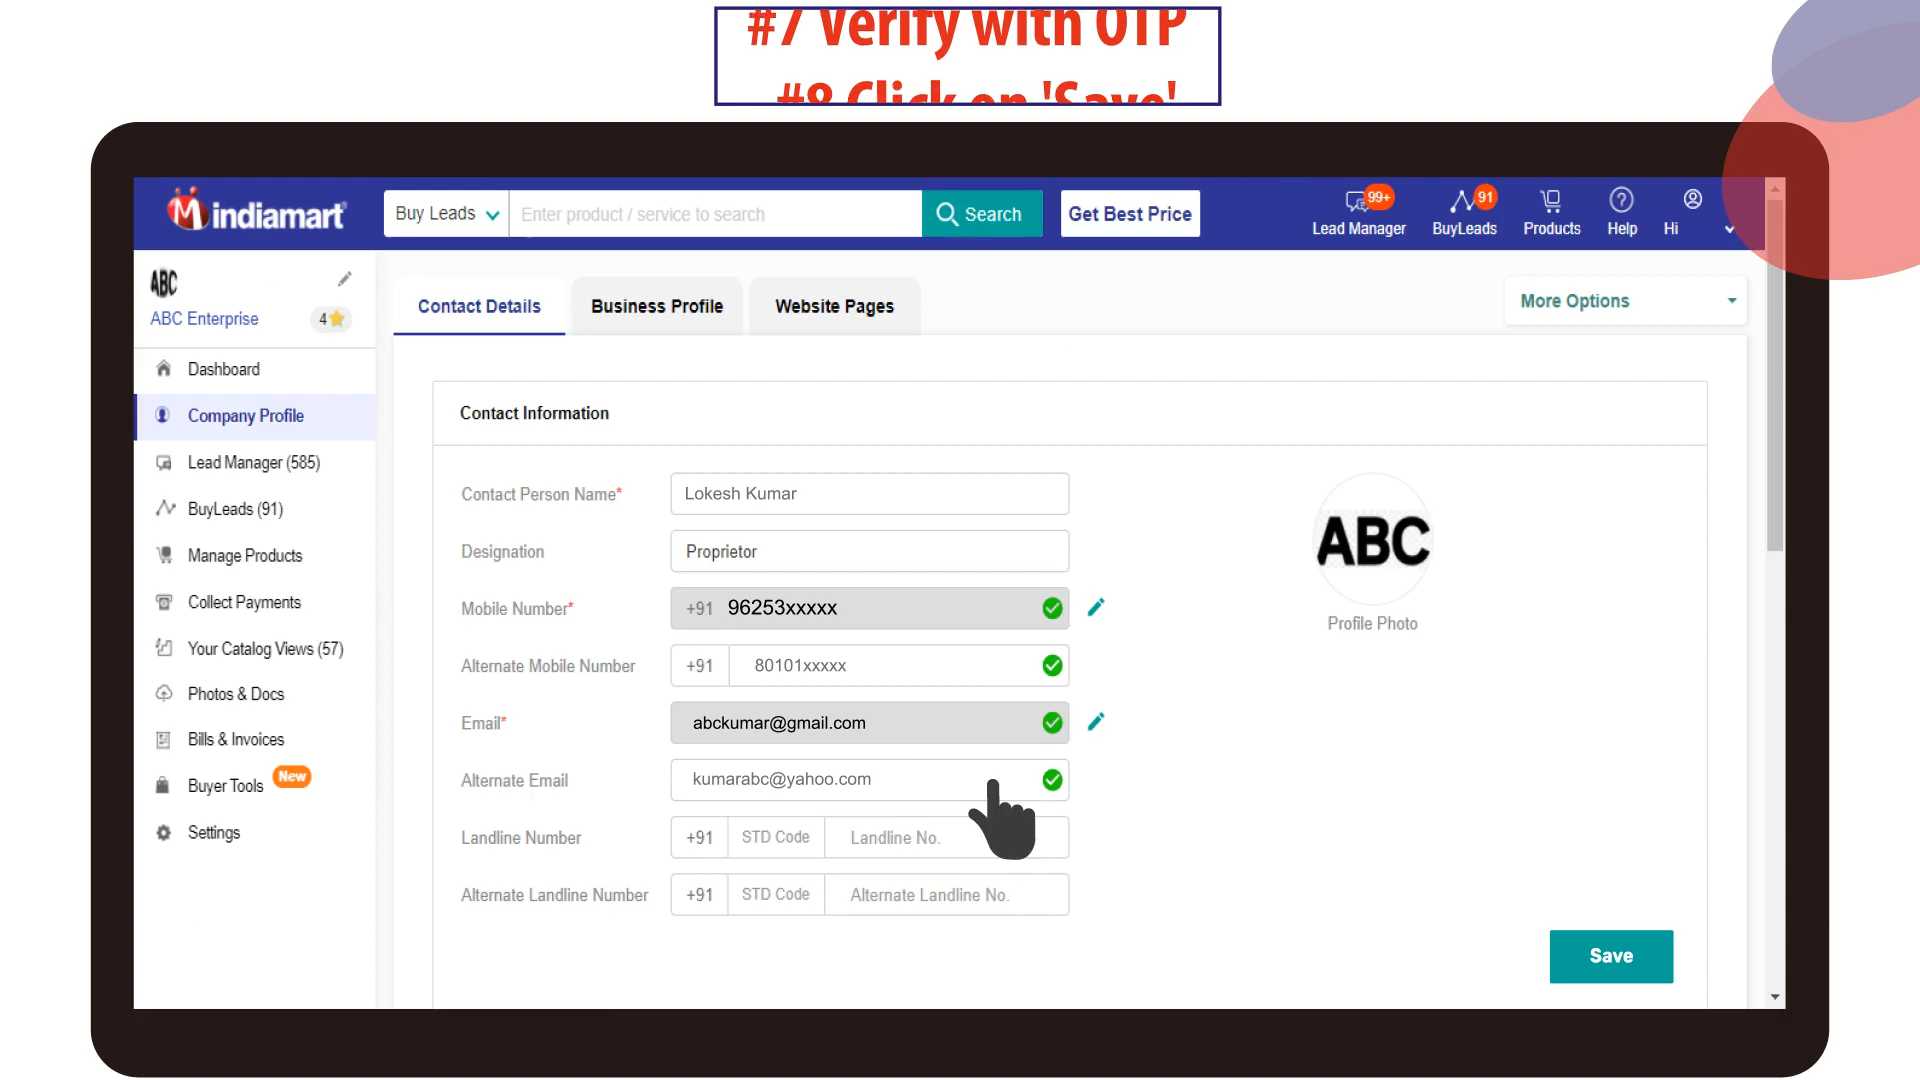 #7 Verify with OTP
#8 Click on 'Save'
indiamart
Buy Leads
Enter product / service to search
Search
Get Best Price
99+
Lead Manager
91
BuyLeads
Products
Help
Hi
ABC
ABC Enterprise
4
Dashboard
Company Profile
Lead Manager (585)
BuyLeads (91)
Manage Products
Collect Payments
Your Catalog Views (57)
Photos & Docs
Bills & Invoices
Buyer Tools New
Settings
Contact Details
Business Profile
Website Pages
More Options
Contact Information
Contact Person Name* Lokesh Kumar
Designation Proprietor
Mobile Number* +91 96253xxxxx
Alternate Mobile Number +91 80101xxxxx
Email* abckumar@gmail.com
Alternate Email kumarabc@yahoo.com
Landline Number +91 STD Code Landline No.
Alternate Landline Number +91 STD Code Alternate Landline No.
ABC
Profile Photo
Save